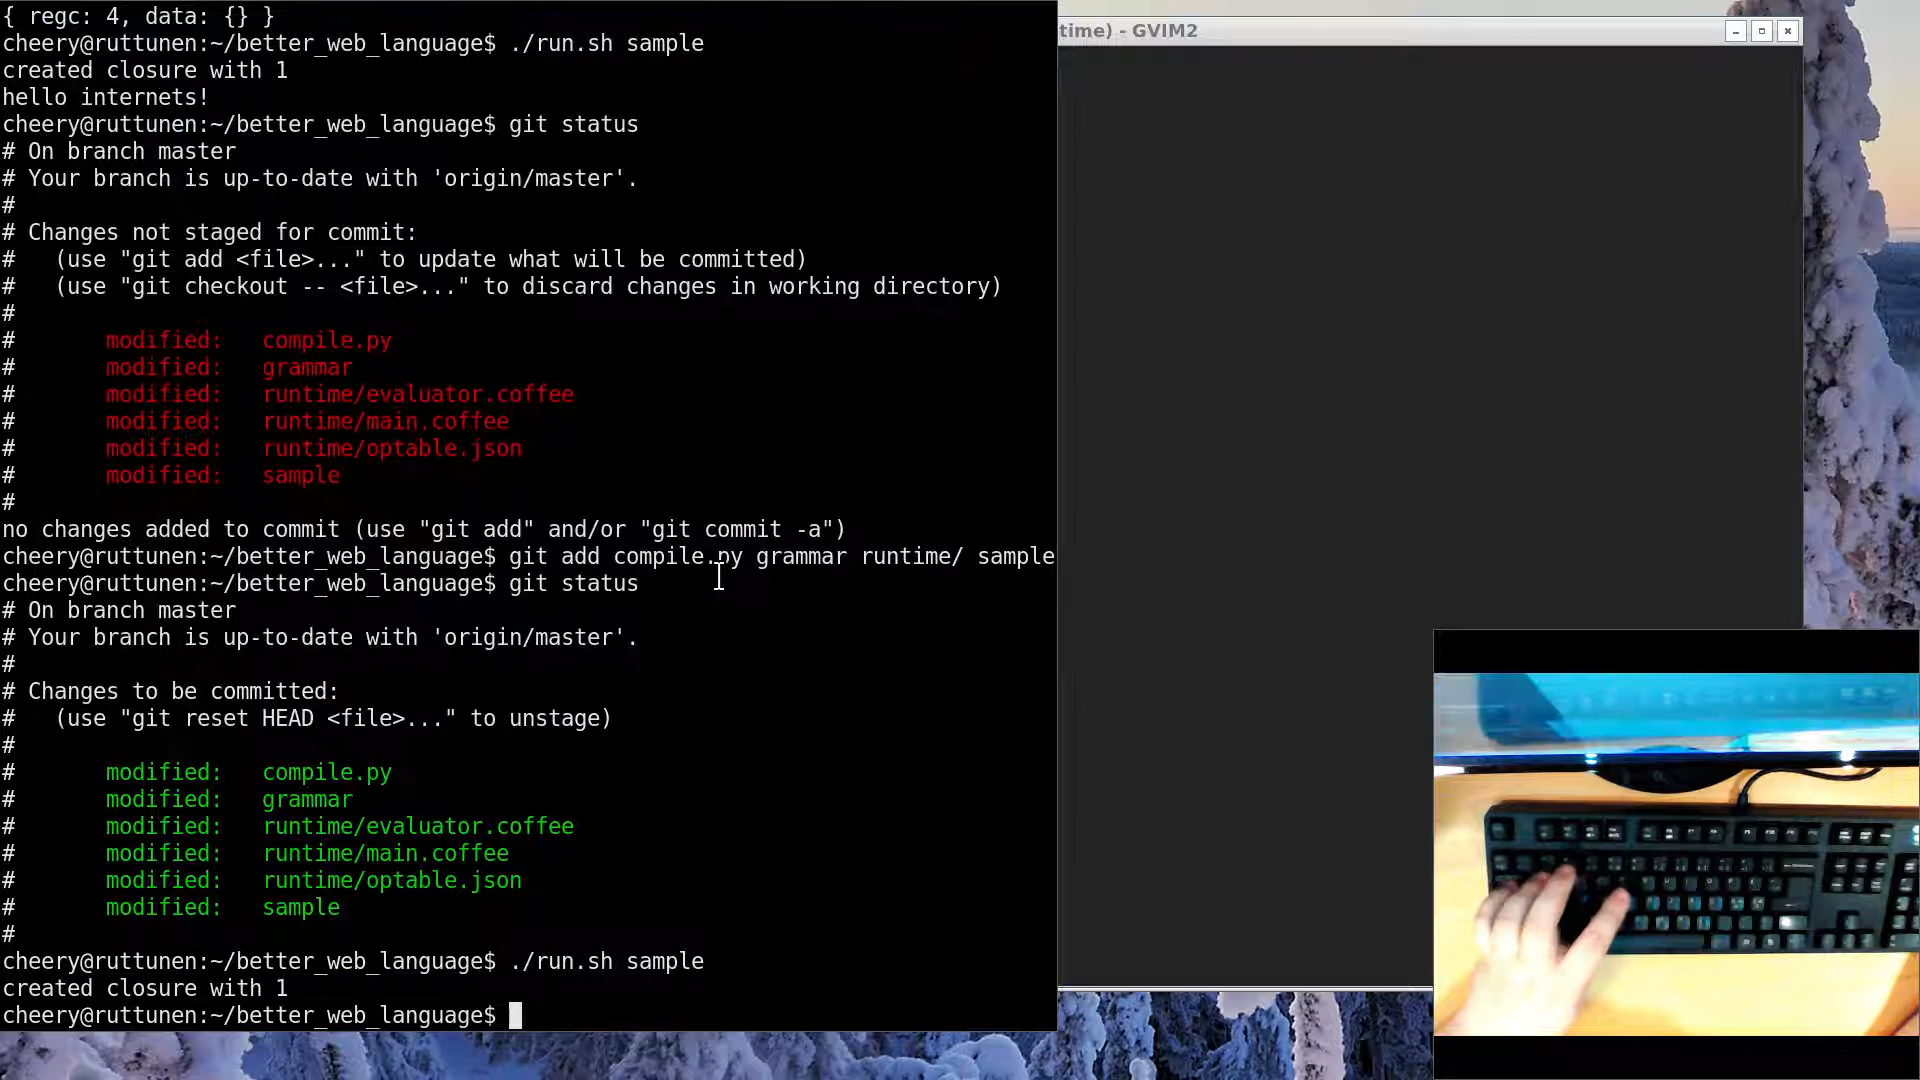 { regc: 4, data: {} }
cheery@ruttunen:~/better_web_language$ ./run.sh sample
created closure with 1
hello internets!
cheery@ruttunen:~/better_web_language$ git status
# On branch master
# Your branch is up-to-date with 'origin/master'.
#
# Changes not staged for commit:
#   (use "git add <file>..." to update what will be committed)
#   (use "git checkout -- <file>..." to discard changes in working directory)
#
#       modified:   compile.py
#       modified:   grammar
#       modified:   runtime/evaluator.coffee
#       modified:   runtime/main.coffee
#       modified:   runtime/optable.json
#       modified:   sample
#
no changes added to commit (use "git add" and/or "git commit -a")
cheery@ruttunen:~/better_web_language$ git add compile.py grammar runtime/ sample
cheery@ruttunen:~/better_web_language$ git status
# On branch master
# Your branch is up-to-date with 'origin/master'.
#
# Changes to be committed:
#   (use "git reset HEAD <file>..." to unstage)
#
#       modified:   compile.py
#       modified:   grammar
#       modified:   runtime/evaluator.coffee
#       modified:   runtime/main.coffee
#       modified:   runtime/optable.json
#       modified:   sample
#
cheery@ruttunen:~/better_web_language$ ./run.sh sample
created closure with 1
cheery@ruttunen:~/better_web_language$
time) - GVIM2